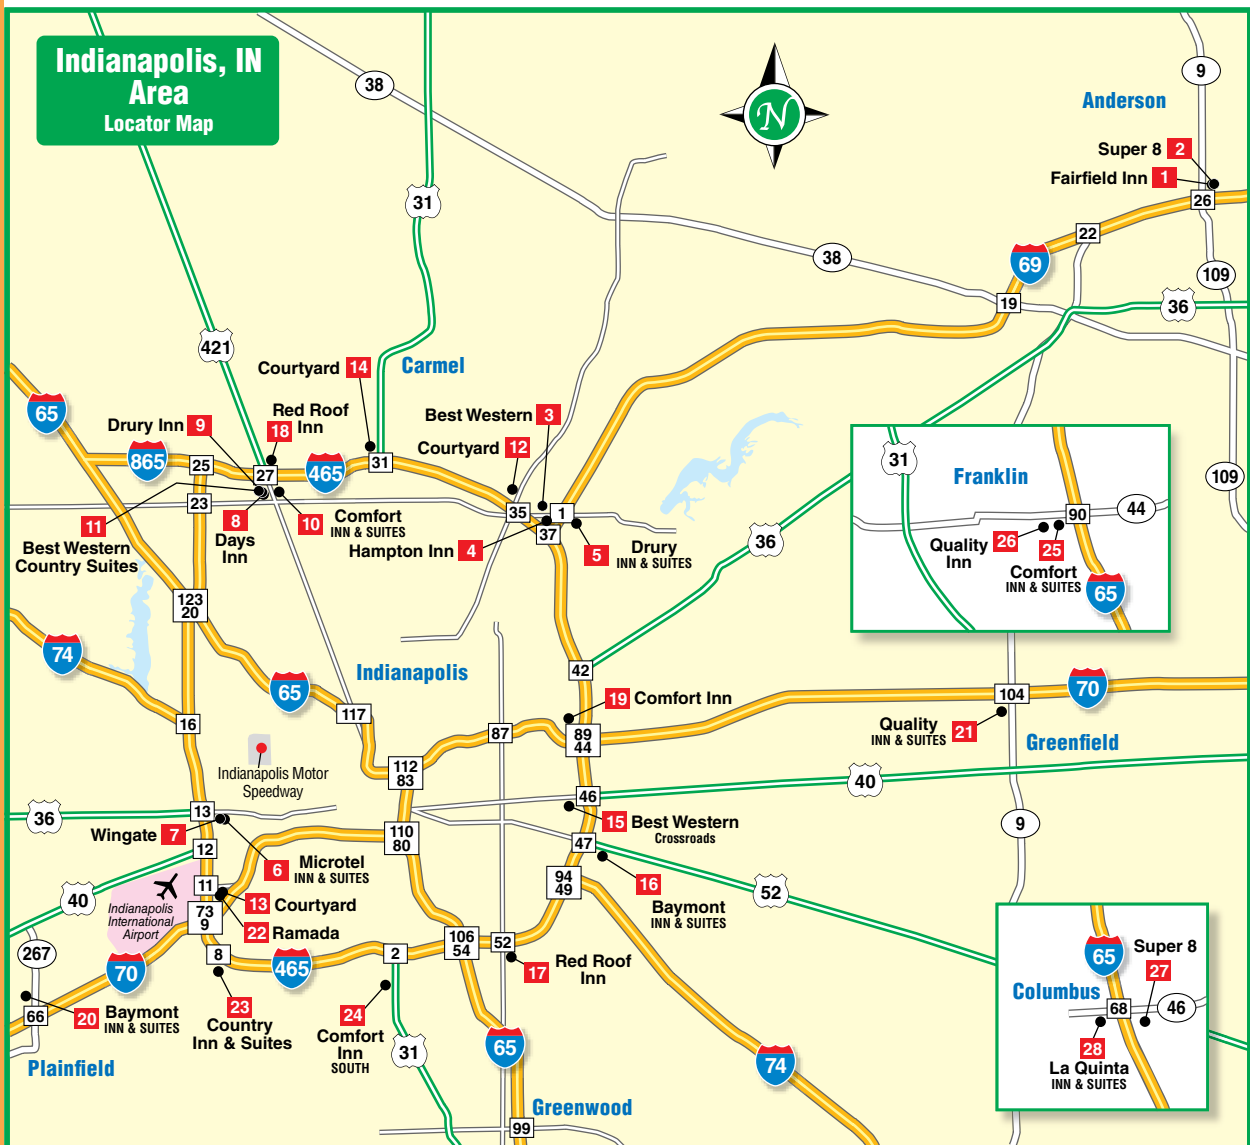 Indianapolis, IN
Area
Locator Map
N
38
9
Anderson
Super 8 2
Fairfield Inn 1
26
31
22
38
69
109
19
36
421
Courtyard 14
Carmel
65
Drury Inn 9
Red Roof
18 Inn
Best Western 3
Courtyard 12
865
25
27
465
31
23
35
1
37
11
Best Western
Country Suites
8
Days
Inn
10
Comfort
INN & SUITES
Hampton Inn 4
5
Drury
INN & SUITES
36
109
31
Franklin
90
44
Quality
Inn
26
25
Comfort
INN & SUITES
65
123
20
74
65
Indianapolis
42
16
117
87
19 Comfort Inn
89
44
104
70
Quality
INN & SUITES
21
Greenfield
Indianapolis Motor
Speedway
112
83
40
46
36
13
Wingate 7
15 Best Western
Crossroads
9
12
110
80
47
6
Microtel
INN & SUITES
40
11
13 Courtyard
94
49
16
Baymont
INN & SUITES
52
Indianapolis
International
Airport
73
9
22 Ramada
267
70
8
465
2
106
54
52
17
Red Roof
Inn
65
Super 8
27
Columbus
68
46
28
La Quinta
INN & SUITES
66
20
Baymont
INN & SUITES
23
Country
Inn & Suites
24
Comfort
Inn
SOUTH
31
65
74
Plainfield
Greenwood
99